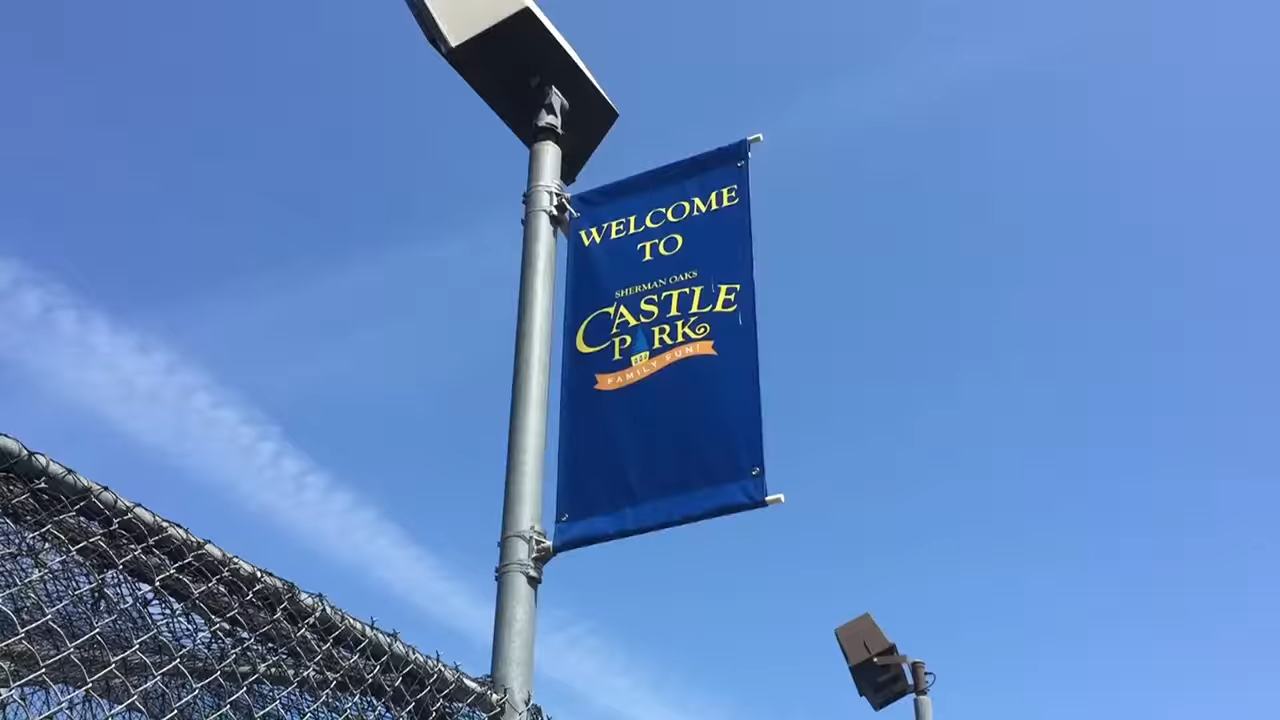 WELCOME
TO
SHERMAN OAKS
CASTLE
PARK
FAMILY FUN!